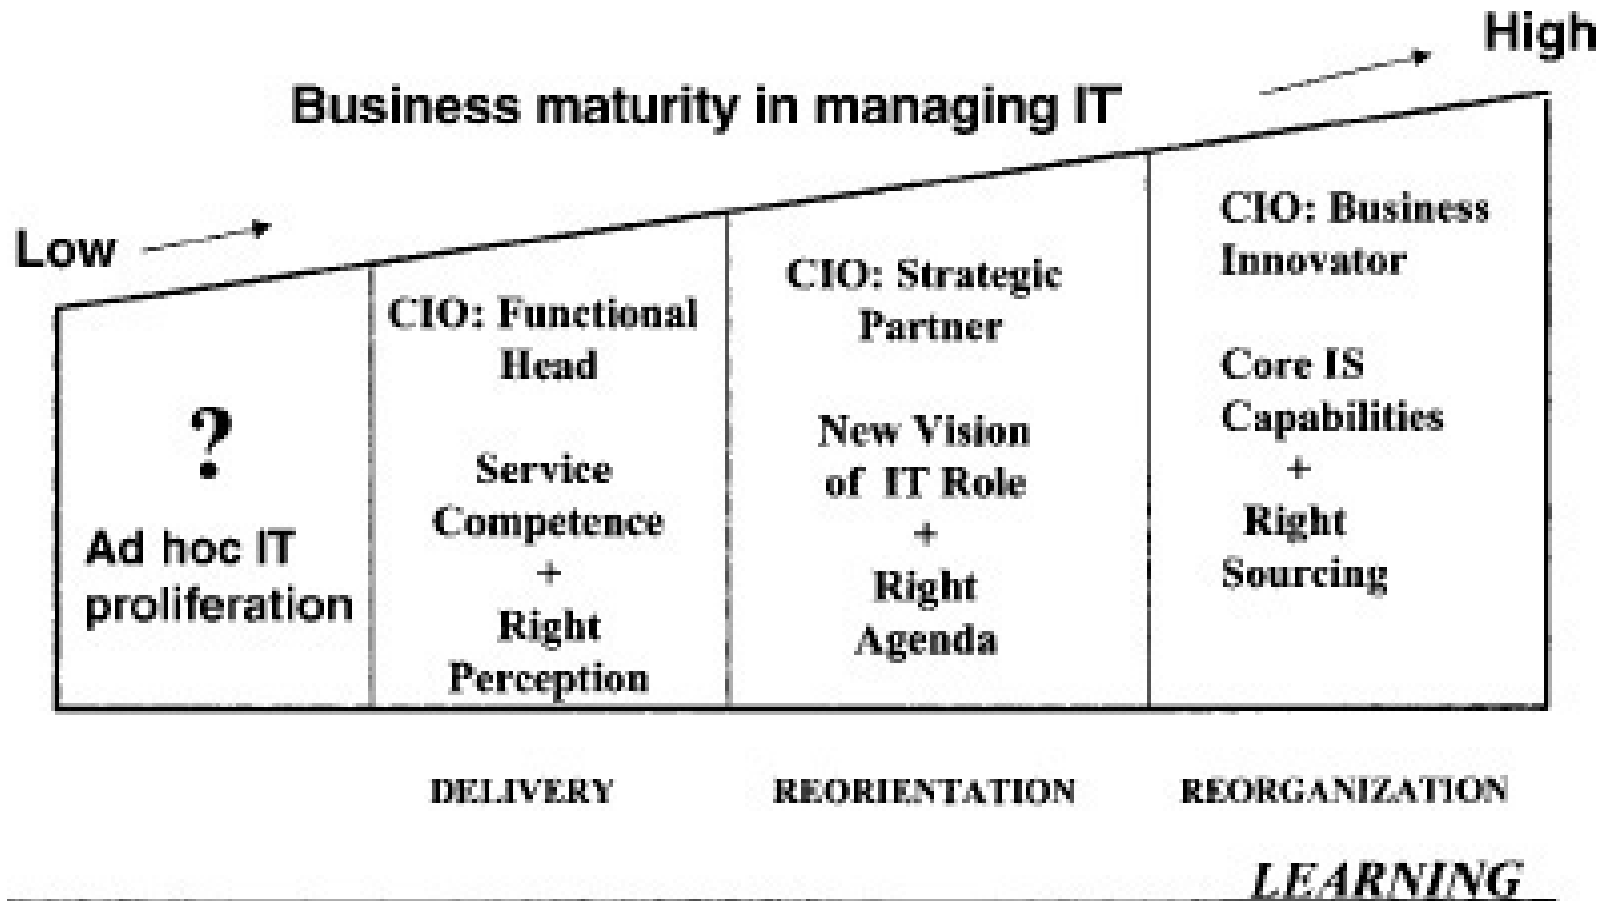 High
Business maturity in managing IT
Low
?
Ad hoc IT
proliferation
CIO: Functional
Head
Service
Competence
+
Right
Perception
CIO: Strategic
Partner
New Vision
of IT Role
+
Right
Agenda
CIO: Business
Innovator
Core IS
Capabilities
+
Right
Sourcing
DELIVERY
REORIENTATION
REORGANIZATION
LEARNING